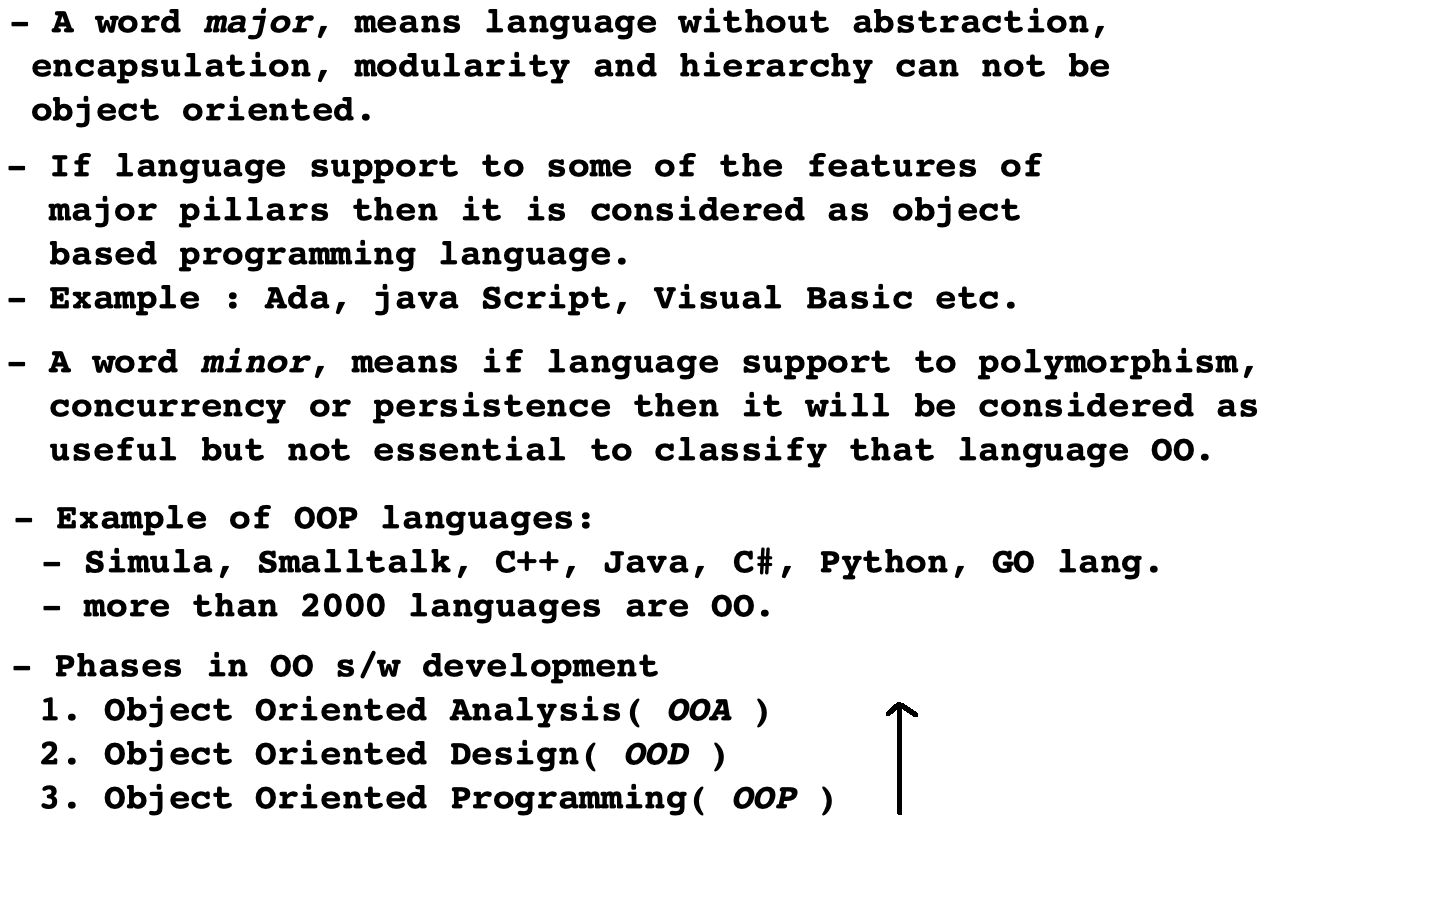 - A word major, means language without abstraction,
encapsulation, modularity and hierarchy can not be
object oriented.
- If language support to some of the features of
major pillars then it is considered as object
based programming language.
- Example : Ada, java Script, Visual Basic etc.
- A word minor, means if language support to polymorphism,
concurrency or persistence then it will be considered as
useful but not essential to classify that language OO.
- Example of OOP languages:
- Simula, Smalltalk, C++, Java, C#, Python, GO lang.
- more than 2000 languages are OO.
- Phases in OO s/w development
1. Object Oriented Analysis( OOA )
2. Object Oriented Design( OOD )
3. Object Oriented Programming( OOP )